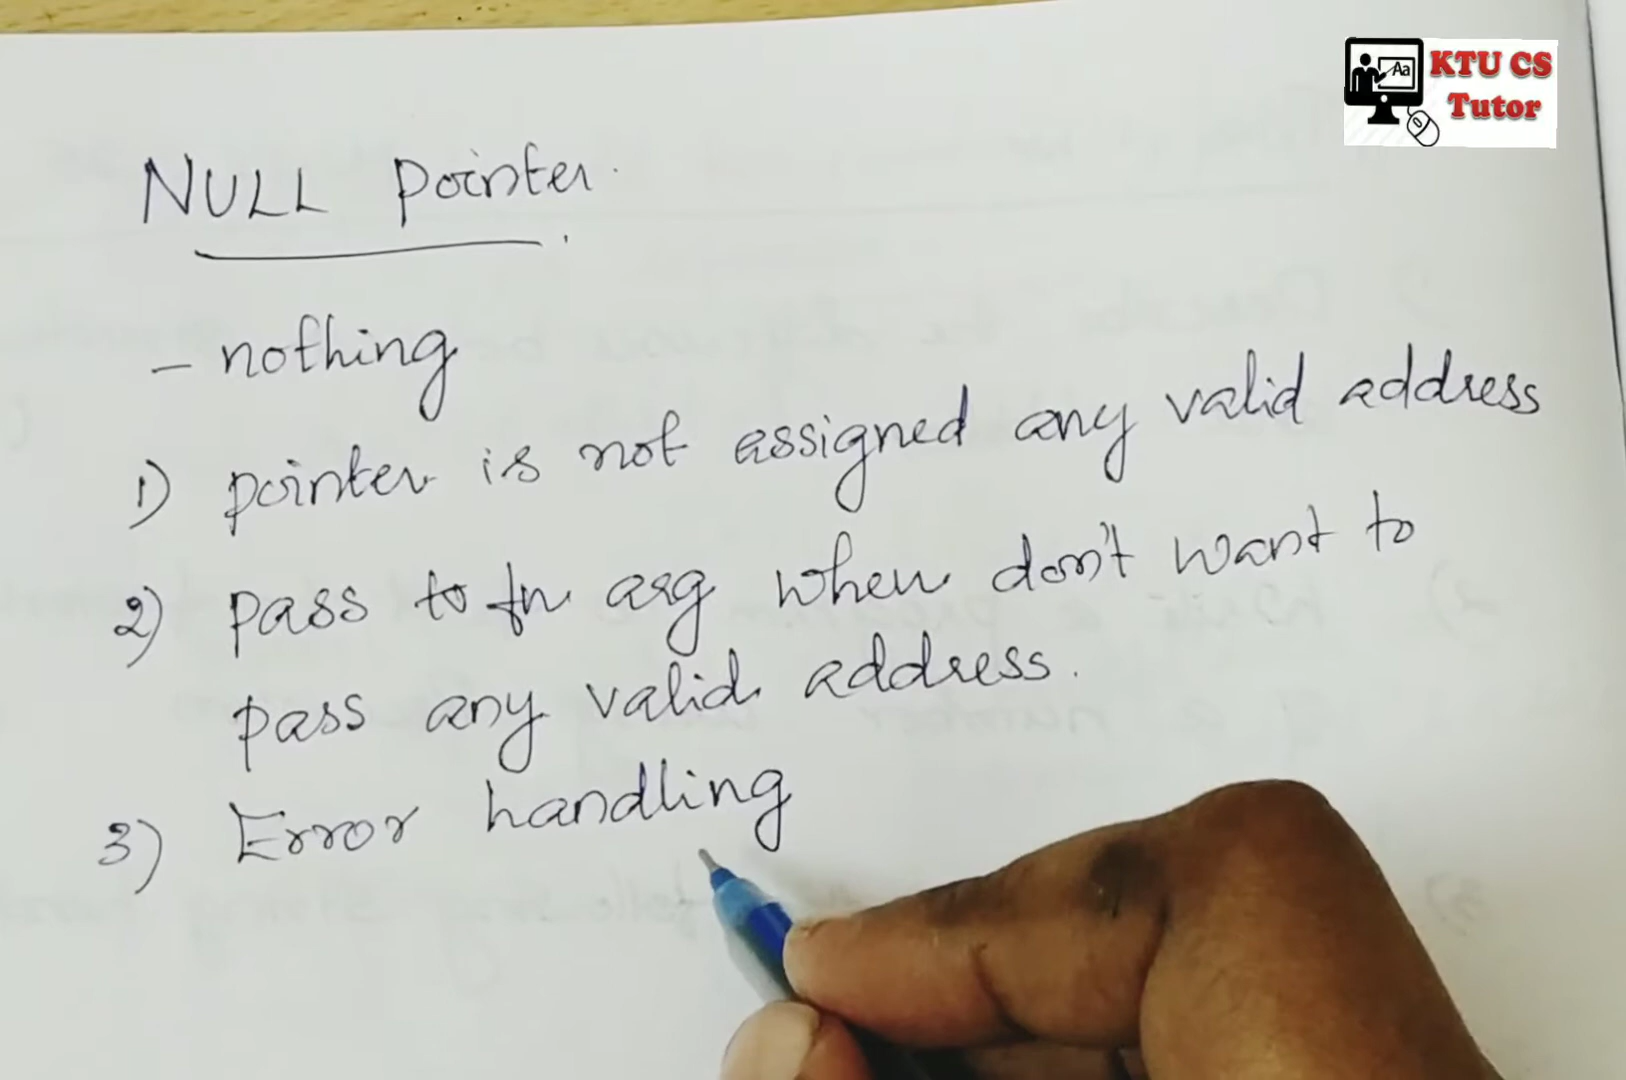 KTU CS
Tutor
Aa
NULL Pointer.
- nothing
1) pointer is not assigned any valid address
2) pass to fn arg when don't want to
pass any valid address.
3) Error handling